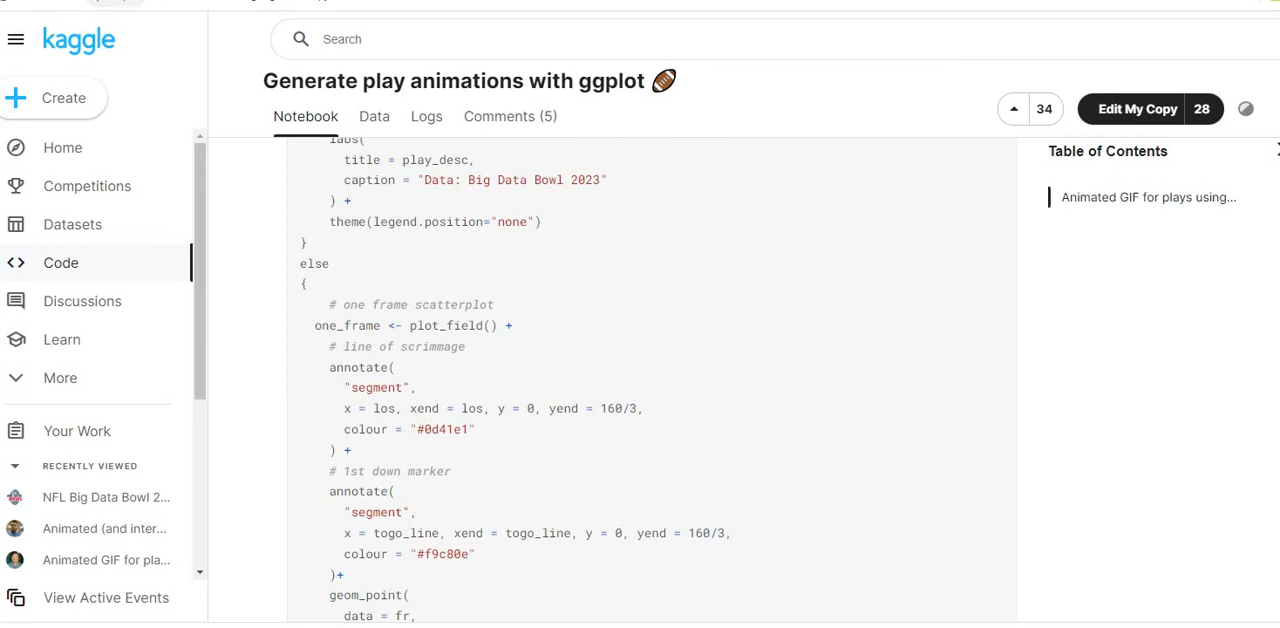 kaggle
Search
Generate play animations with ggplot 🏈
Create
Notebook
Data
Logs
Comments (5)
34
Edit My Copy
28
Home
Competitions
Datasets
Code
Discussions
Learn
More
Your Work
RECENTLY VIEWED
NFL Big Data Bowl 2...
Animated (and inter...
Animated GIF for pla...
View Active Events
labs(
title = play_desc,
caption = "Data: Big Data Bowl 2023"
) +
theme(legend.position="none")
}
else
{
# one frame scatterplot
one_frame <- plot_field() +
# line of scrimmage
annotate(
"segment",
x = los, xend = los, y = 0, yend = 160/3,
colour = "#0d41e1"
) +
# 1st down marker
annotate(
"segment",
x = togo_line, xend = togo_line, y = 0, yend = 160/3,
colour = "#f9c80e"
)+
geom_point(
data = fr,
Table of Contents
Animated GIF for plays using...